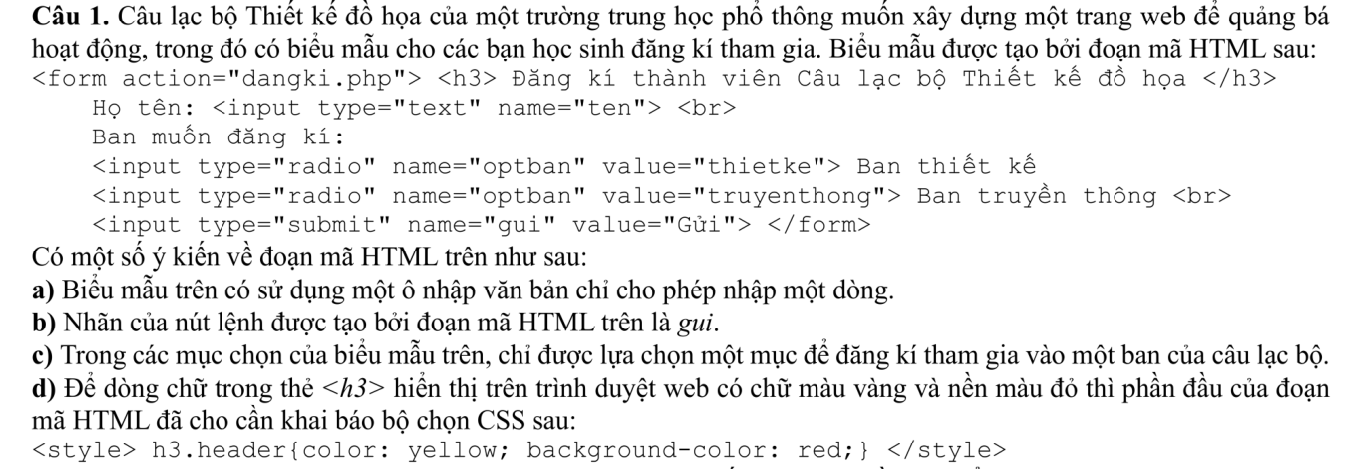 Câu 1. Câu lạc bộ Thiết kế đồ họa của một trường trung học phổ thông muốn xây dựng một trang web để quảng bá
hoạt động, trong đó có biểu mẫu cho các bạn học sinh đăng kí tham gia. Biểu mẫu được tạo bởi đoạn mã HTML sau:
<form action="dangki.php"> <h3> Đăng kí thành viên Câu lạc bộ Thiết kế đồ họa </h3>
Họ tên: <input type="text" name="ten"> <br>
Ban muốn đăng kí:
<input type="radio" name="optban" value="thietke"> Ban thiết kế
<input type="radio" name="optban" value="truyenthong"> Ban truyền thông <br>
<input type="submit" name="gui" value="Gửi"> </form>
Có một số ý kiến về đoạn mã HTML trên như sau:
a) Biểu mẫu trên có sử dụng một ô nhập văn bản chỉ cho phép nhập một dòng.
b) Nhãn của nút lệnh được tạo bởi đoạn mã HTML trên là gui.
c) Trong các mục chọn của biểu mẫu trên, chỉ được lựa chọn một mục để đăng kí tham gia vào một ban của câu lạc bộ.
d) Để dòng chữ trong thẻ <h3> hiển thị trên trình duyệt web có chữ màu vàng và nền màu đỏ thì phần đầu của đoạn
mã HTML đã cho cần khai báo bộ chọn CSS sau:
<style> h3.header{color: yellow; background-color: red;} </style>